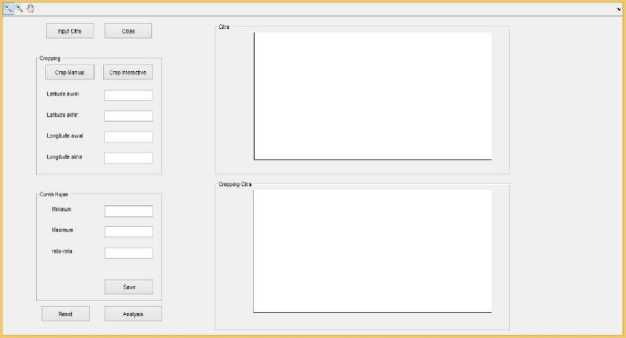 Input Citra
Close
Citra
Cropping
Crop Manual
Crop Interactive
Latitude awal
Latitude akhir
Longitude awal
Longitude akhir
Cropping Citra
Curah Hujan
Minimum
Maximum
rata-rata
Save
Reset
Analysis